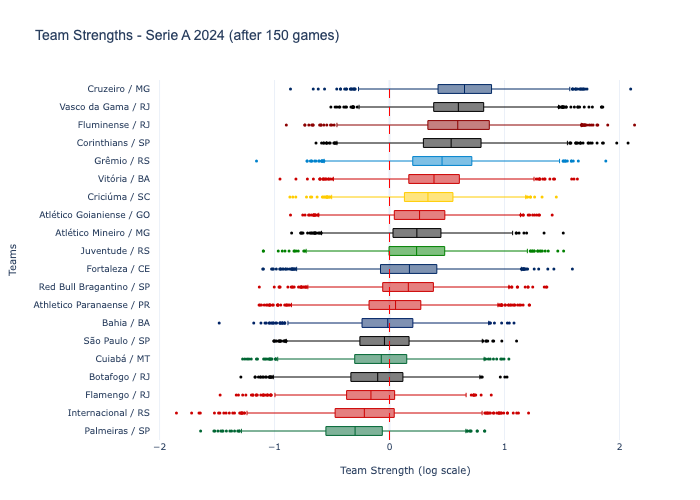 Team Strengths - Serie A 2024 (after 150 games)
Cruzeiro / MG
Vasco da Gama / RJ
Fluminense / RJ
Corinthians / SP
Grêmio / RS
Vitória / BA
Criciúma / SC
Atlético Goianiense / GO
Atlético Mineiro / MG
Juventude / RS
Fortaleza / CE
Red Bull Bragantino / SP
Athletico Paranaense / PR
Bahia / BA
São Paulo / SP
Cuiabá / MT
Botafogo / RJ
Flamengo / RJ
Internacional / RS
Palmeiras / SP
Teams
−2 −1 0 1 2
Team Strength (log scale)